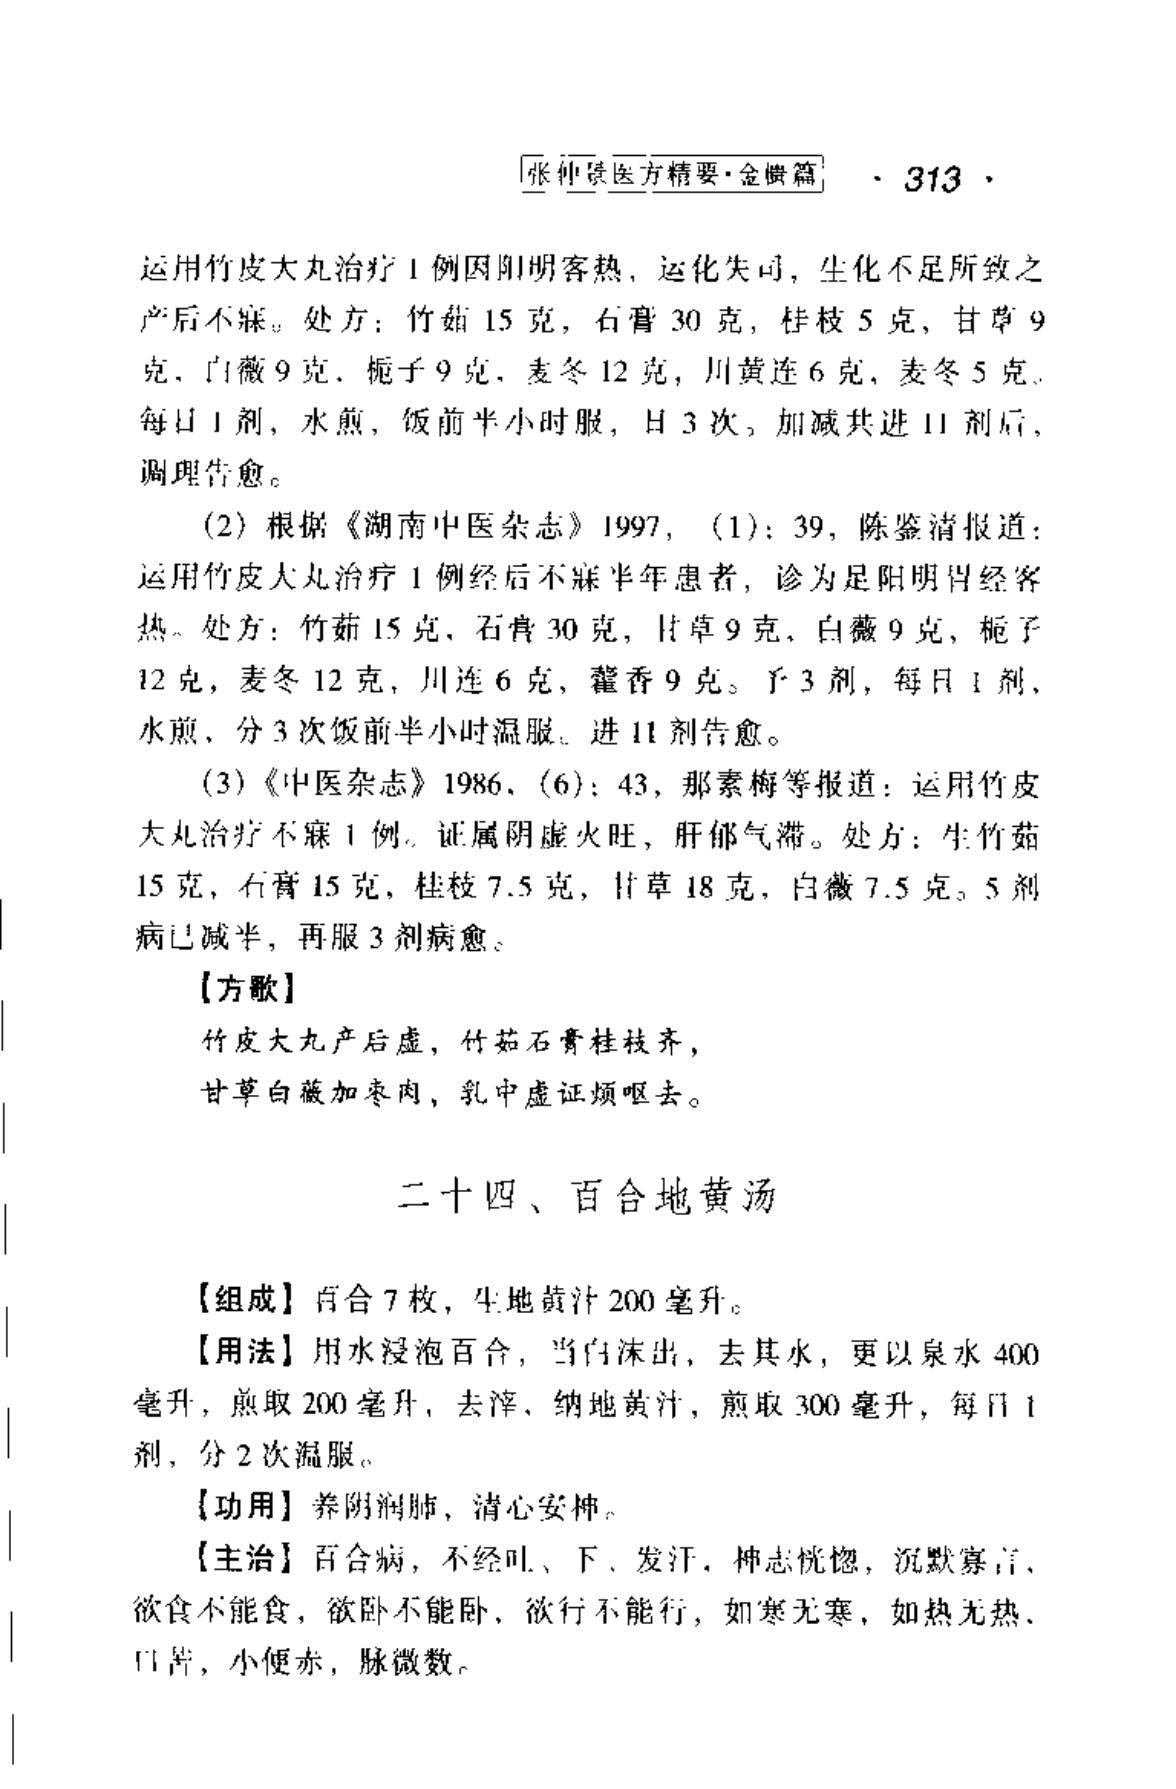 张仲景医方精要·金匮篇 · 313 ·
运用竹皮大丸治疗 1 例因阳明客热，运化失司，生化不足所致之
产后不寐。处方：竹茹 15 克，石膏 30 克，桂枝 5 克，甘草 9
克，白薇 9 克，栀子 9 克，麦冬 12 克，川黄连 6 克，麦冬 5 克。
每日 1 剂，水煎，饭前半小时服，日 3 次。加减共进 11 剂后，
调理告愈。
（2）根据《湖南中医杂志》1997，（1）：39，陈鉴清报道：
运用竹皮大丸治疗 1 例经后不寐半年患者，诊为足阳明胃经客
热。处方：竹茹 15 克，石膏 30 克，甘草 9 克，白薇 9 克，栀子
12 克，麦冬 12 克，川连 6 克，藿香 9 克。予 3 剂，每日 1 剂，
水煎，分 3 次饭前半小时温服。进 11 剂告愈。
（3）《中医杂志》1986，（6）：43，那素梅等报道：运用竹皮
大丸治疗不寐 1 例。证属阴虚火旺，肝郁气滞。处方：生竹茹
15 克，石膏 15 克，桂枝 7.5 克，甘草 18 克，白薇 7.5 克。5 剂
病已减半，再服 3 剂病愈。
【方歌】
竹皮大丸产后虚，竹茹石膏桂枝齐，
甘草白薇加枣肉，乳中虚证烦呕去。
二十四、百合地黄汤
【组成】百合 7 枚，生地黄汁 200 毫升。
【用法】用水浸泡百合，当白沫出，去其水，更以泉水 400
毫升，煎取 200 毫升，去滓，纳地黄汁，煎取 300 毫升，每日 1
剂，分 2 次温服。
【功用】养阴润肺，清心安神。
【主治】百合病，不经吐、下、发汗，神志恍惚，沉默寡言，
欲食不能食，欲卧不能卧，欲行不能行，如寒无寒，如热无热，
口苦，小便赤，脉微数。